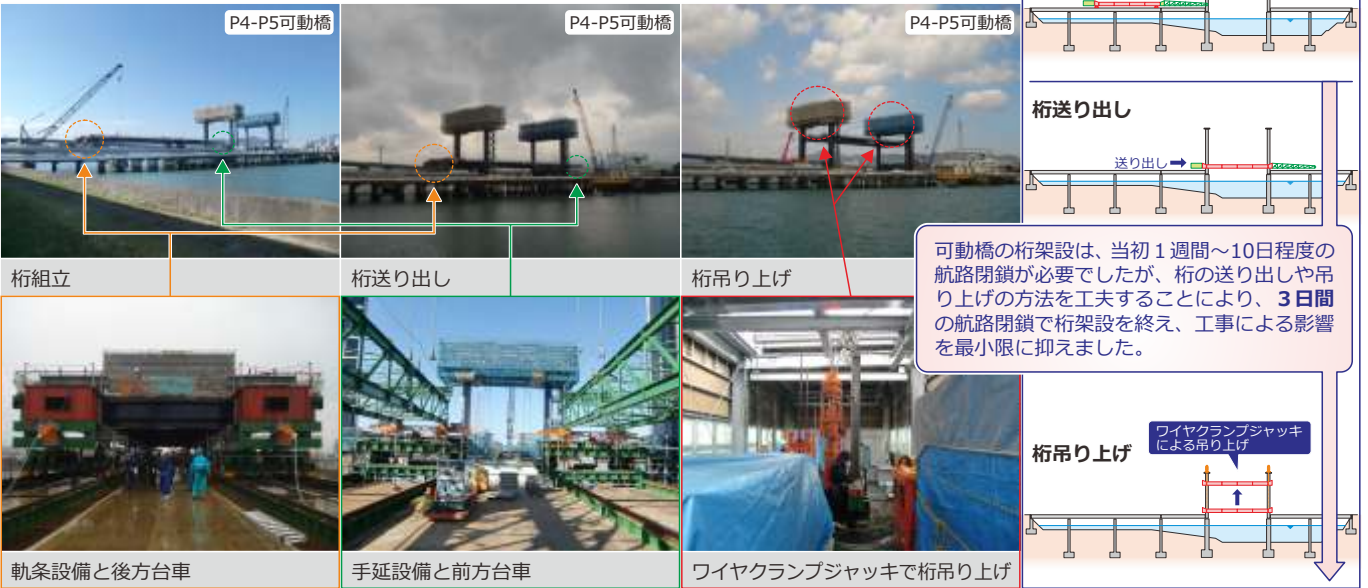 P4-P5可動橋
P4-P5可動橋
P4-P5可動橋
桁組立
桁送り出し
桁吊り上げ
軌条設備と後方台車
手延設備と前方台車
ワイヤクランプジャッキで桁吊り上げ
桁送り出し
送り出し
可動橋の桁架設は、当初１週間～10日程度の
航路閉鎖が必要でしたが、桁の送り出しや吊
り上げの方法を工夫することにより、３日間
の航路閉鎖で桁架設を終え、工事による影響
を最小限に抑えました。
桁吊り上げ
ワイヤクランプジャッキ
による吊り上げ